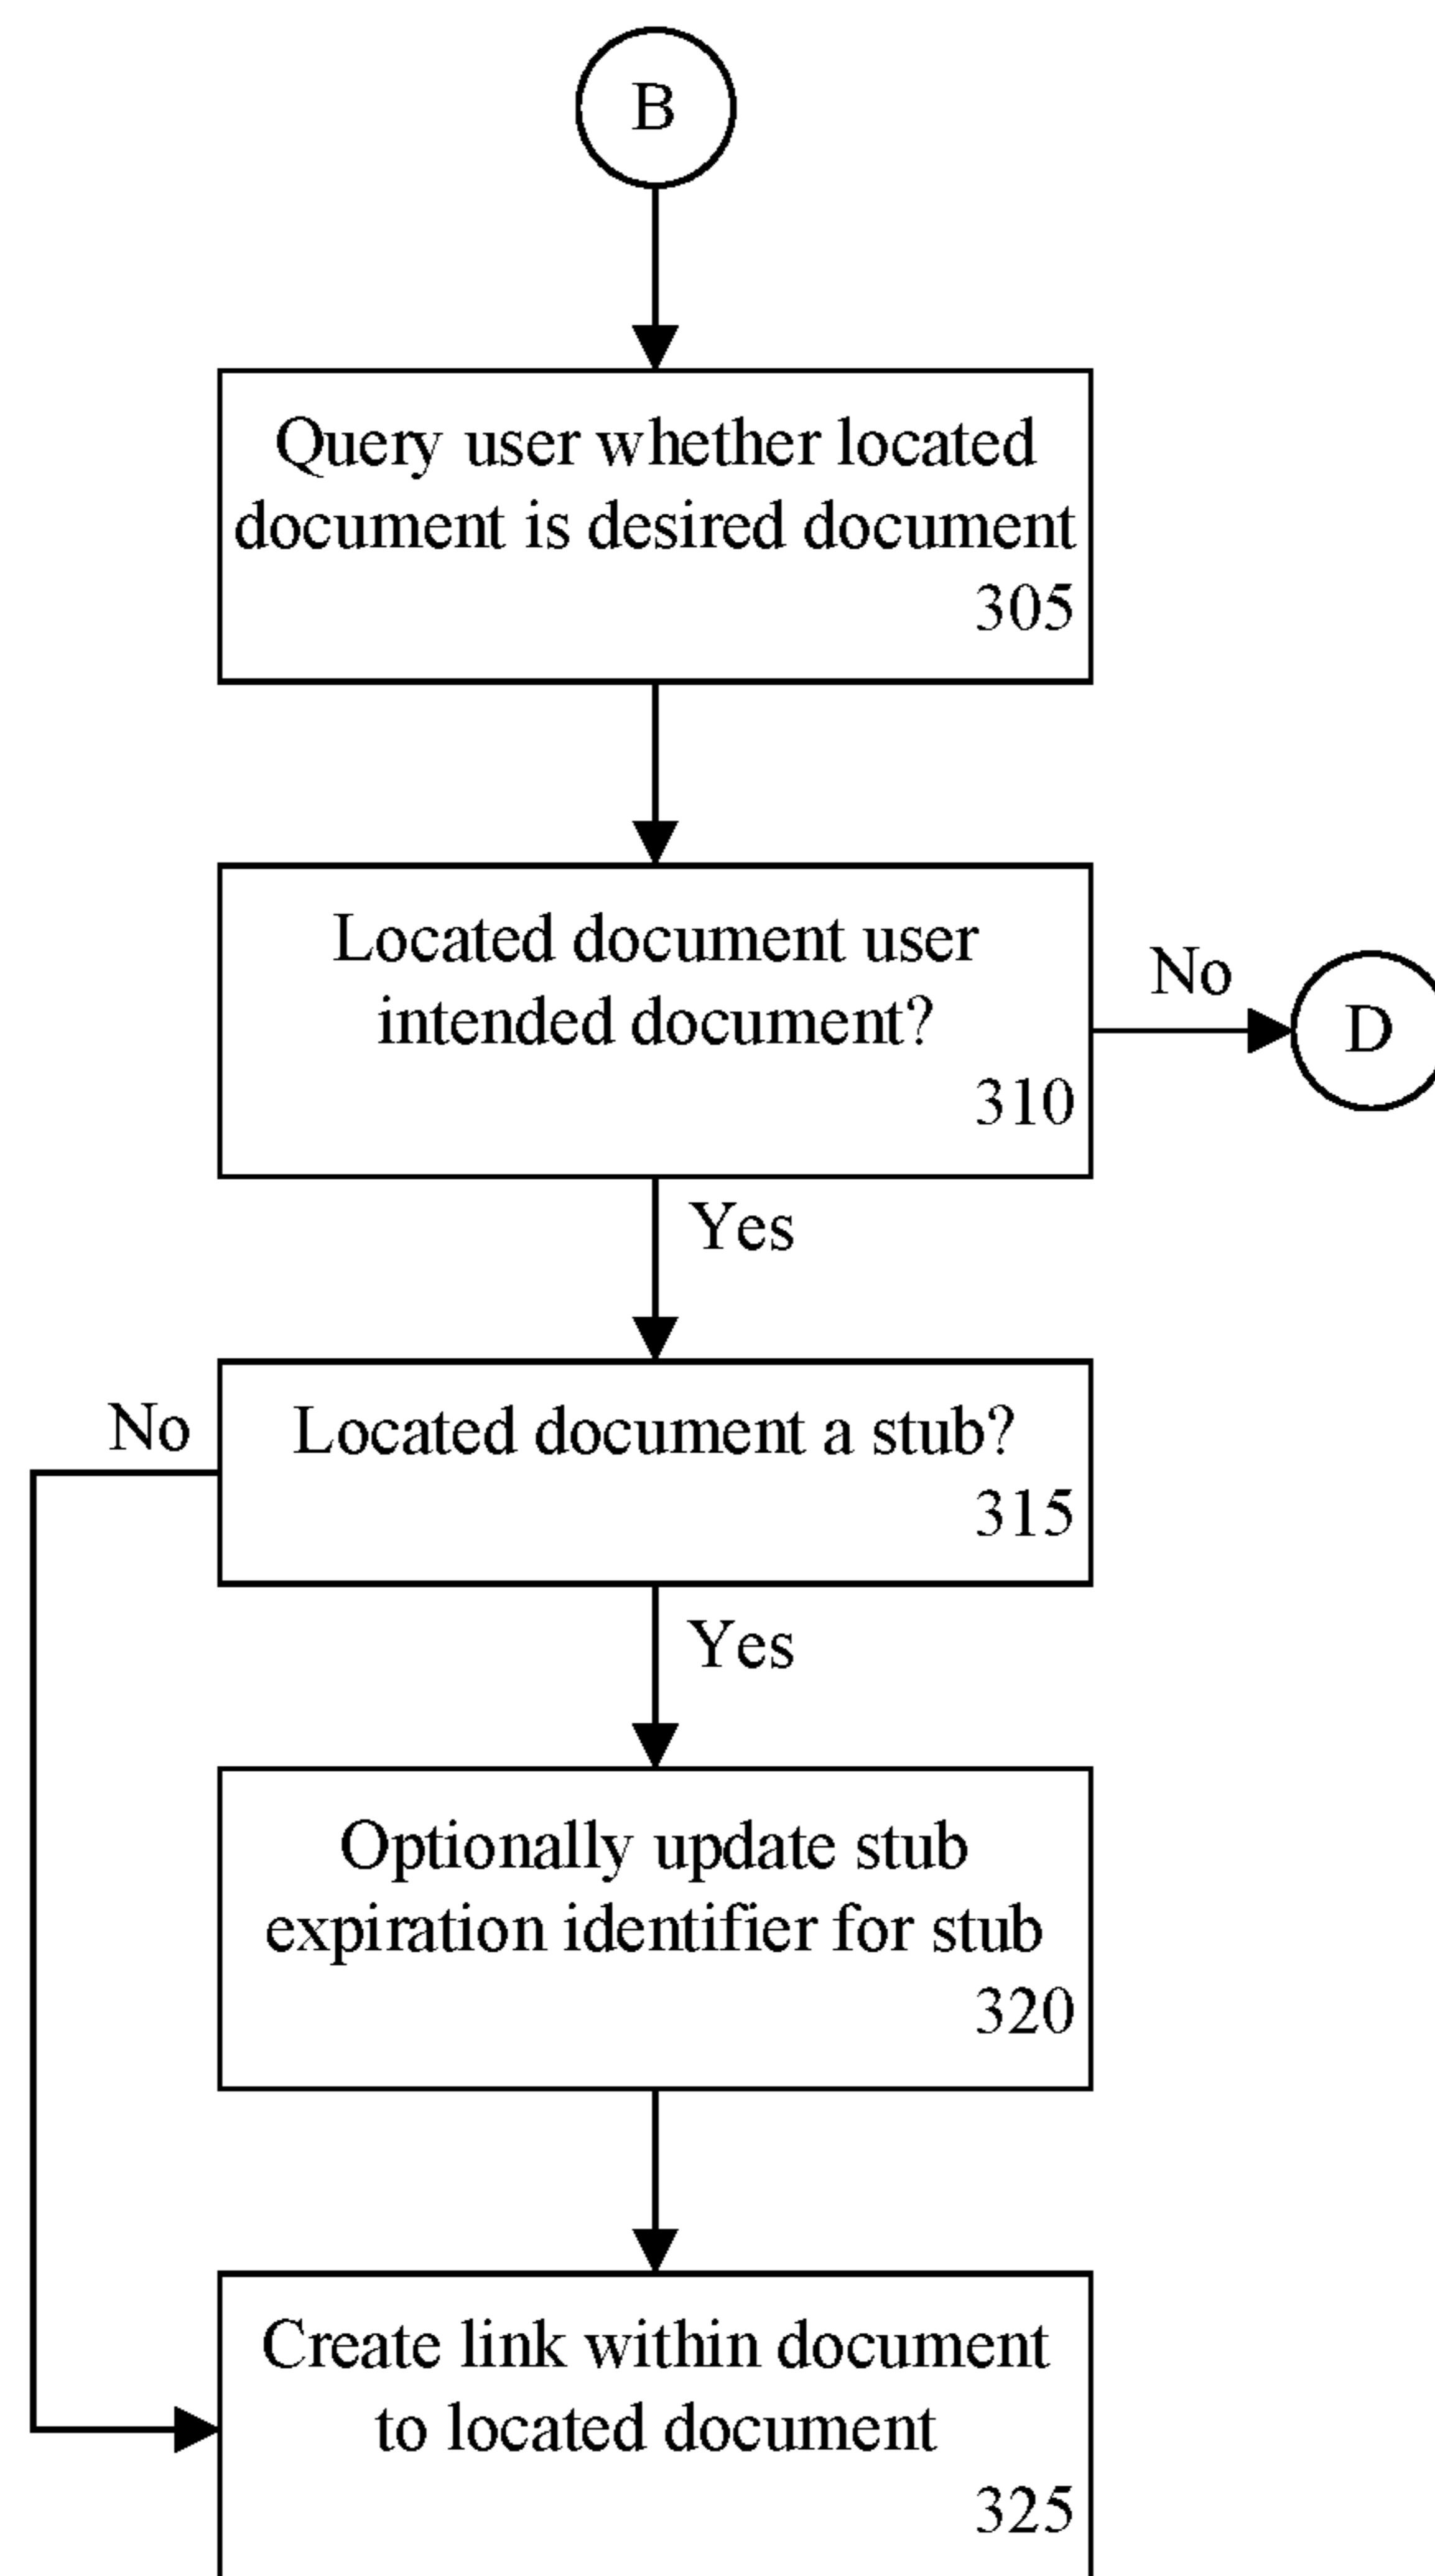 B
Query user whether located
document is desired document
305
Located document user
intended document?
310
No
D
Yes
No
Located document a stub?
315
Yes
Optionally update stub
expiration identifier for stub
320
Create link within document
to located document
325